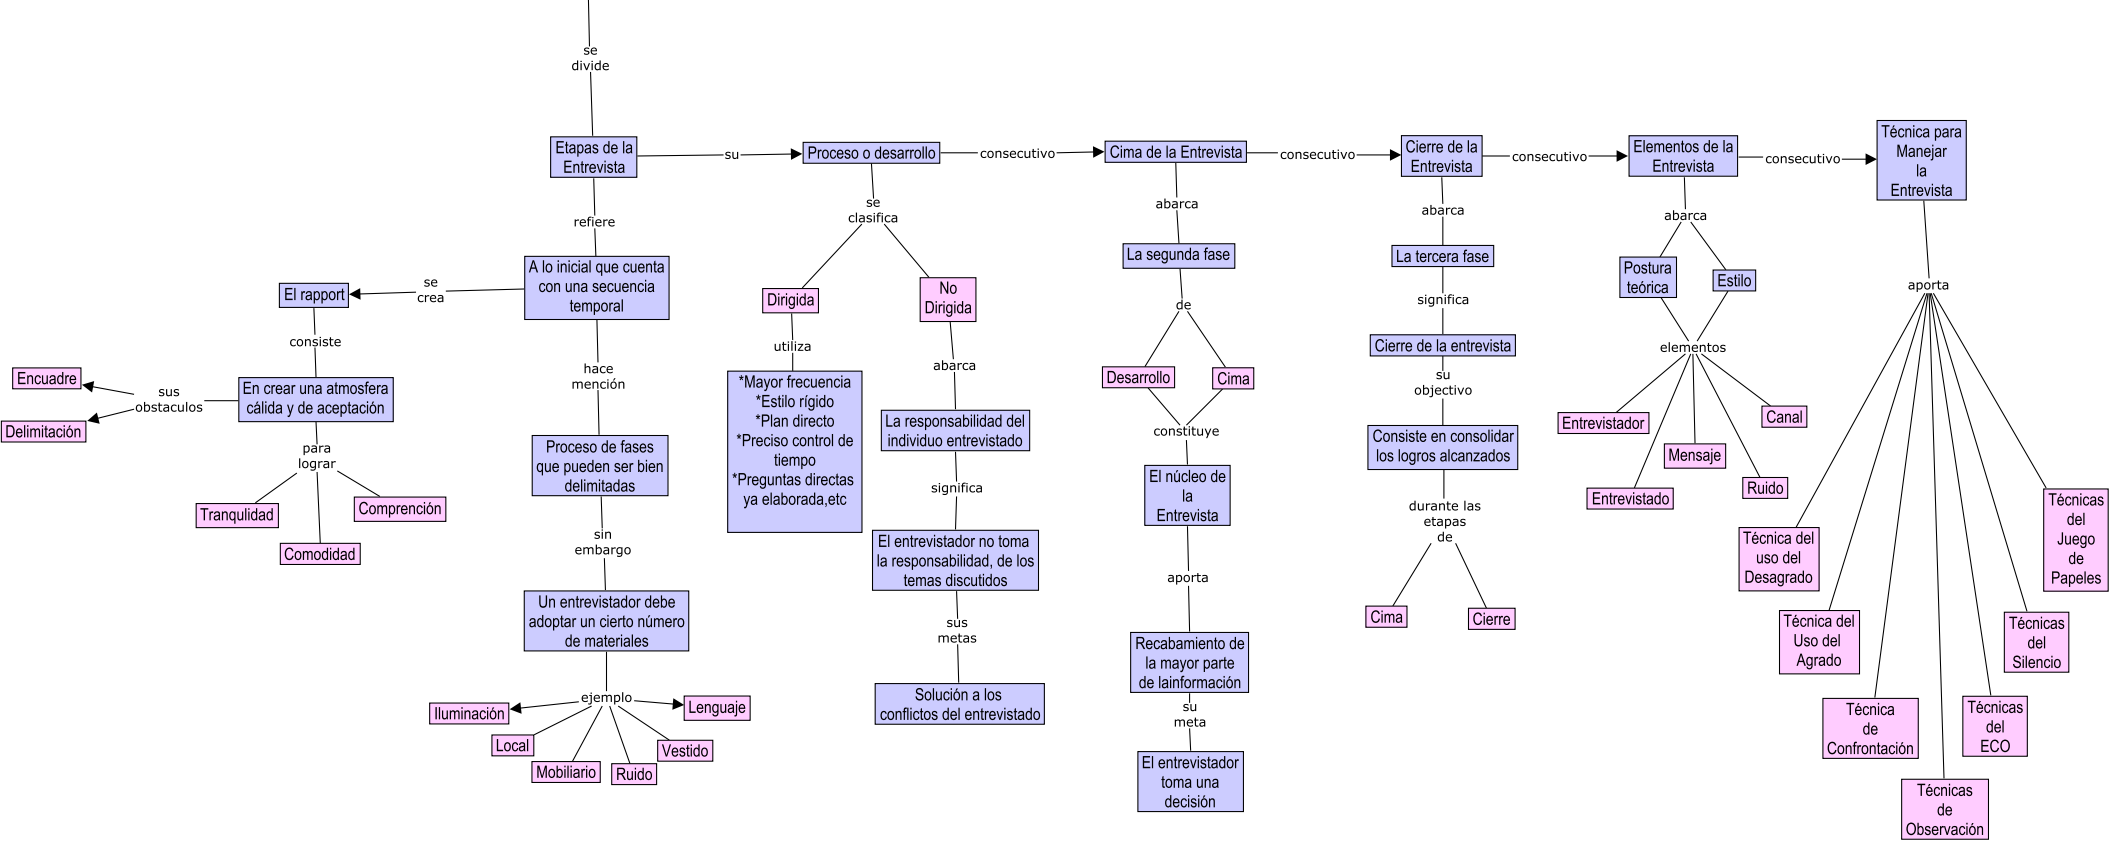 se
divide
Etapas de la
Entrevista
su
Proceso o desarrollo
consecutivo
Cima de la Entrevista
consecutivo
Cierre de la
Entrevista
consecutivo
Elementos de la
Entrevista
consecutivo
Técnica para
Manejar
la
Entrevista
refiere
A lo inicial que cuenta
con una secuencia
temporal
se
crea
El rapport
consiste
En crear una atmosfera
cálida y de aceptación
sus
obstaculos
Encuadre
Delimitación
para
lograr
Tranqulidad
Comodidad
Comprención
hace
mención
Proceso de fases
que pueden ser bien
delimitadas
sin
embargo
Un entrevistador debe
adoptar un cierto número
de materiales
ejemplo
Iluminación
Local
Mobiliario
Ruido
Vestido
Lenguaje
se
clasifica
Dirigida
utiliza
*Mayor frecuencia
*Estilo rígido
*Plan directo
*Preciso control de
tiempo
*Preguntas directas
ya elaborada,etc
No
Dirigida
abarca
La responsabilidad del
individuo entrevistado
significa
El entrevistador no toma
la responsabilidad, de los
temas discutidos
sus
metas
Solución a los
conflictos del entrevistado
abarca
La segunda fase
de
Desarrollo
Cima
constituye
El núcleo de
la
Entrevista
aporta
Recabamiento de
la mayor parte
de lainformación
su
meta
El entrevistador
toma una
decisión
abarca
La tercera fase
significa
Cierre de la entrevista
su
objectivo
Consiste en consolidar
los logros alcanzados
durante las
etapas
de
Cima
Cierre
abarca
Postura
teórica
Estilo
elementos
Entrevistador
Entrevistado
Mensaje
Ruido
Canal
aporta
Técnica del
uso del
Desagrado
Técnica del
Uso del
Agrado
Técnica
de
Confrontación
Técnicas
de
Observación
Técnicas
del
ECO
Técnicas
del
Silencio
Técnicas
del
Juego
de
Papeles